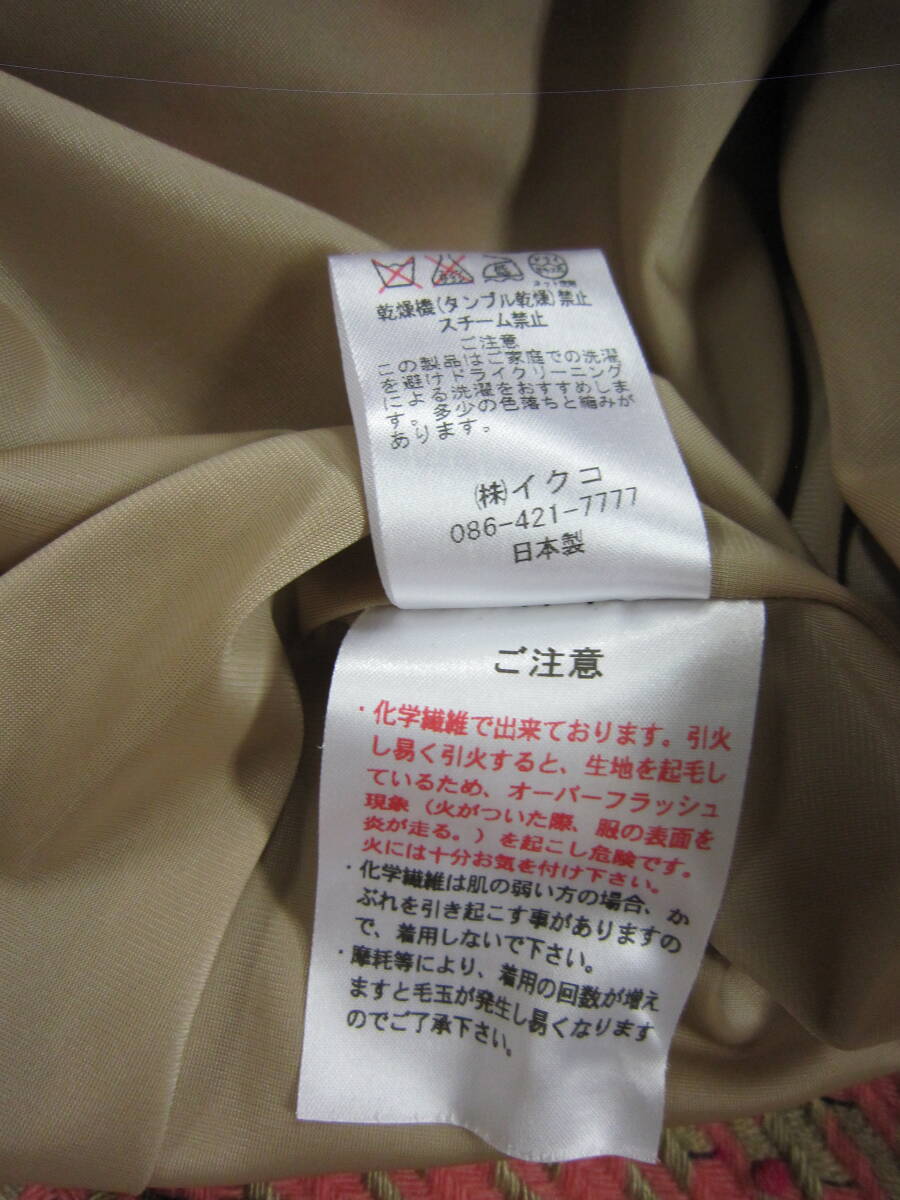 ドライ
ネット使用
乾燥機(タンブル乾燥)禁止
スチーム禁止
ご注意
この製品はご家庭での洗濯
を避けドライクリーニング
による洗濯をおすすめしま
す。多少の色落ちと縮みが
あります。
㈱イクコ
086-421-7777
日本製
ご注意
・化学繊維で出来ております。引火
し易く引火すると、生地を起毛し
ているため、オーバーフラッシュ
現象(火がついた際、服の表面を
炎が走る。)を起こし危険です。
火には十分お気を付け下さい。
・化学繊維は肌の弱い方の場合、か
ぶれを引き起こす事がありますの
で、着用しないで下さい。
・摩耗等により、着用の回数が増え
ますと毛玉が発生し易くなります
のでご了承下さい。